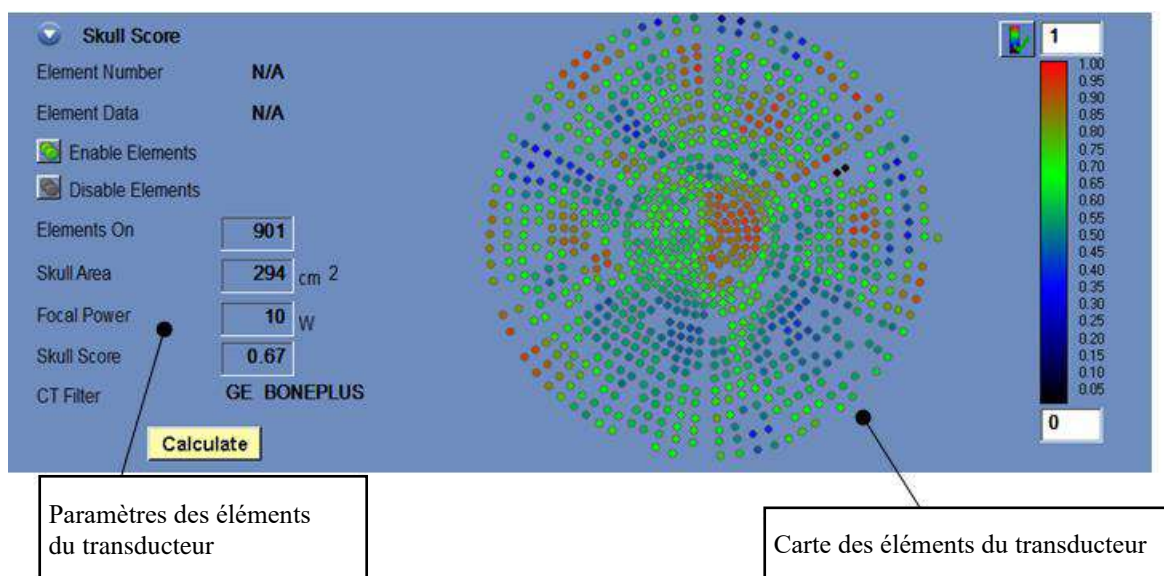 Skull Score
Element Number N/A
Element Data N/A
Enable Elements
Disable Elements
Elements On 901
Skull Area 294 cm 2
Focal Power 10 W
Skull Score 0.67
CT Filter GE BONEPLUS
Calculate
1
1.00
0.95
0.90
0.85
0.80
0.75
0.70
0.65
0.60
0.55
0.50
0.45
0.40
0.35
0.30
0.25
0.20
0.15
0.10
0.05
0
Paramètres des éléments
du transducteur
Carte des éléments du transducteur